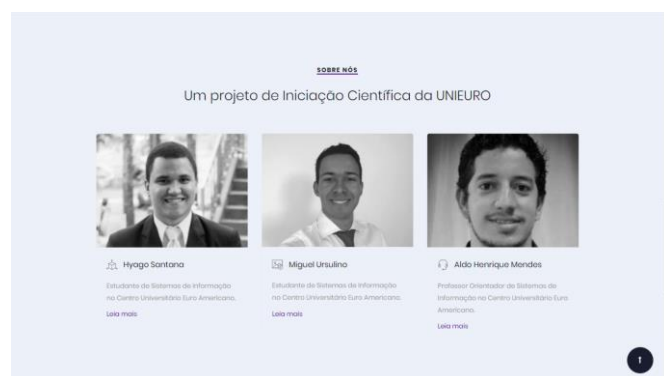 SOBRE NÓS
Um projeto de Iniciação Científica da UNIEURO
Hyago Santana
Estudante de Sistemas de Informação
no Centro Universitário Euro Americano.
Leia mais
Miguel Ursulino
Estudante de Sistemas de Informação
no Centro Universitário Euro Americano.
Leia mais
Aldo Henrique Mendes
Professor Orientador de Sistemas de
Informação no Centro Universitário Euro
Americano.
Leia mais